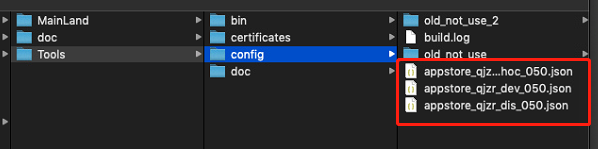 MainLand
doc
Tools
bin
certificates
config
doc
old_not_use_2
build.log
old_not_use
appstore_qjz...hoc_050.json
appstore_qjzr_dev_050.json
appstore_qjzr_dis_050.json